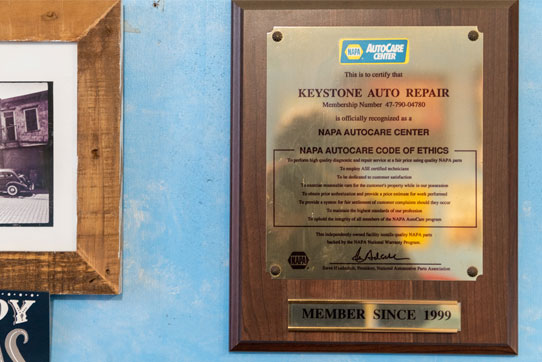 NAPA AUTOCARE
CENTER
This is to certify that
KEYSTONE AUTO REPAIR
Membership Number 47-790-04780
is officially recognized as a
NAPA AUTOCARE CENTER
NAPA AUTOCARE CODE OF ETHICS
To perform high quality diagnostic and repair service at a fair price using quality NAPA parts
To employ ASE certified technicians
To be dedicated to customer satisfaction
To exercise reasonable care for the customer's property while in our possession
To obtain prior authorization and provide a price estimate for work performed
To provide a system for fair settlement of customer complaints should they occur
To maintain the highest standards of our profession
To uphold the integrity of all members of the NAPA AutoCare program
This independently owned facility installs quality NAPA parts
backed by the NAPA National Warranty Program.
NAPA
President, National Automotive Parts Association
MEMBER SINCE 1999
DY
AS